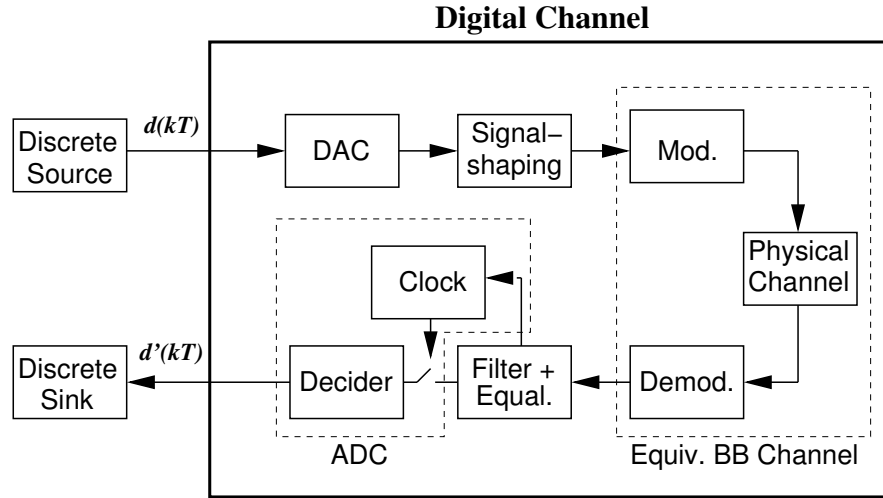 Digital Channel
d(kT)
Discrete
Source
DAC
Signal–
shaping
Mod.
Physical
Channel
Clock
d'(kT)
Discrete
Sink
Decider
Filter +
Equal.
Demod.
ADC
Equiv. BB Channel